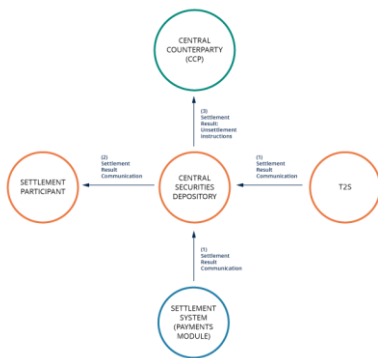 CENTRAL
COUNTERPARTY
(CCP)
(3)
Settlement
Result:
Unsettlement
Instructions
(2)
Settlement
Result
Communication
(1)
Settlement
Result
Communication
SETTLEMENT
PARTICIPANT
CENTRAL
SECURITIES
DEPOSITORY
T2S
(1)
Settlement
Result
Communication
SETTLEMENT
SYSTEM
(PAYMENTS
MODULE)